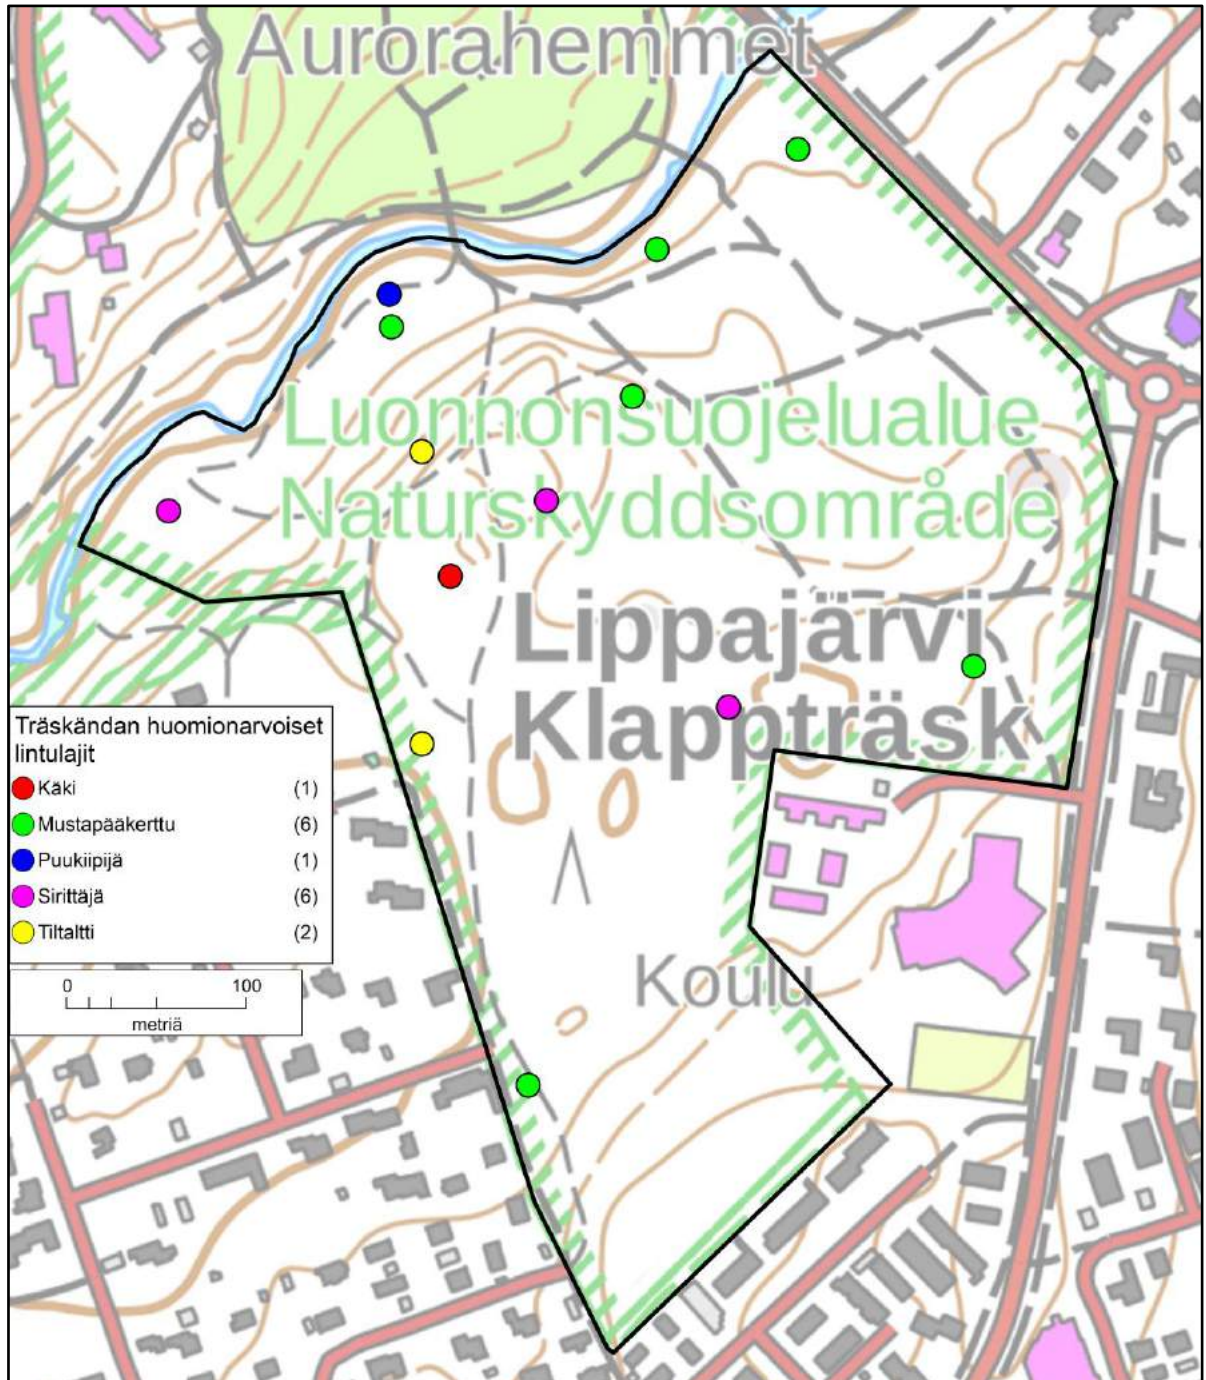 Aurorahemmet
Luonnonsuojelualue
Naturskyddsområde
Lippajärvi
Klappträsk
Koulu
Träskändan huomionarvoiset
lintulajit
Käki (1)
Mustapääkerttu (6)
Puukiipijä (1)
Sirittäjä (6)
Tiltaltti (2)
0 100
metriä